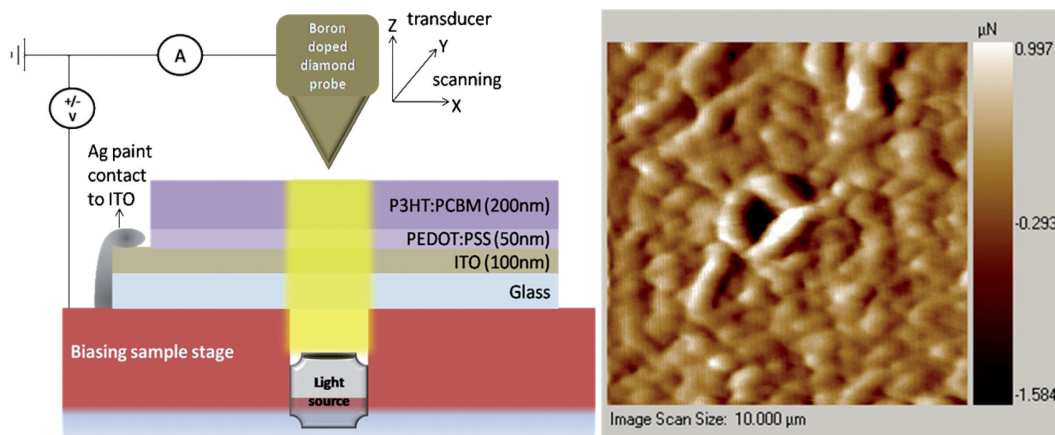 Boron
doped
diamond
probe
Z
transducer
Y
scanning
X
A
+/-
v
Ag paint
contact
to ITO
P3HT:PCBM (200nm)
PEDOT:PSS (50nm)
ITO (100nm)
Glass
Biasing sample stage
Light
source
µN
0.997
-0.293
-1.584
Image Scan Size: 10.000 µm